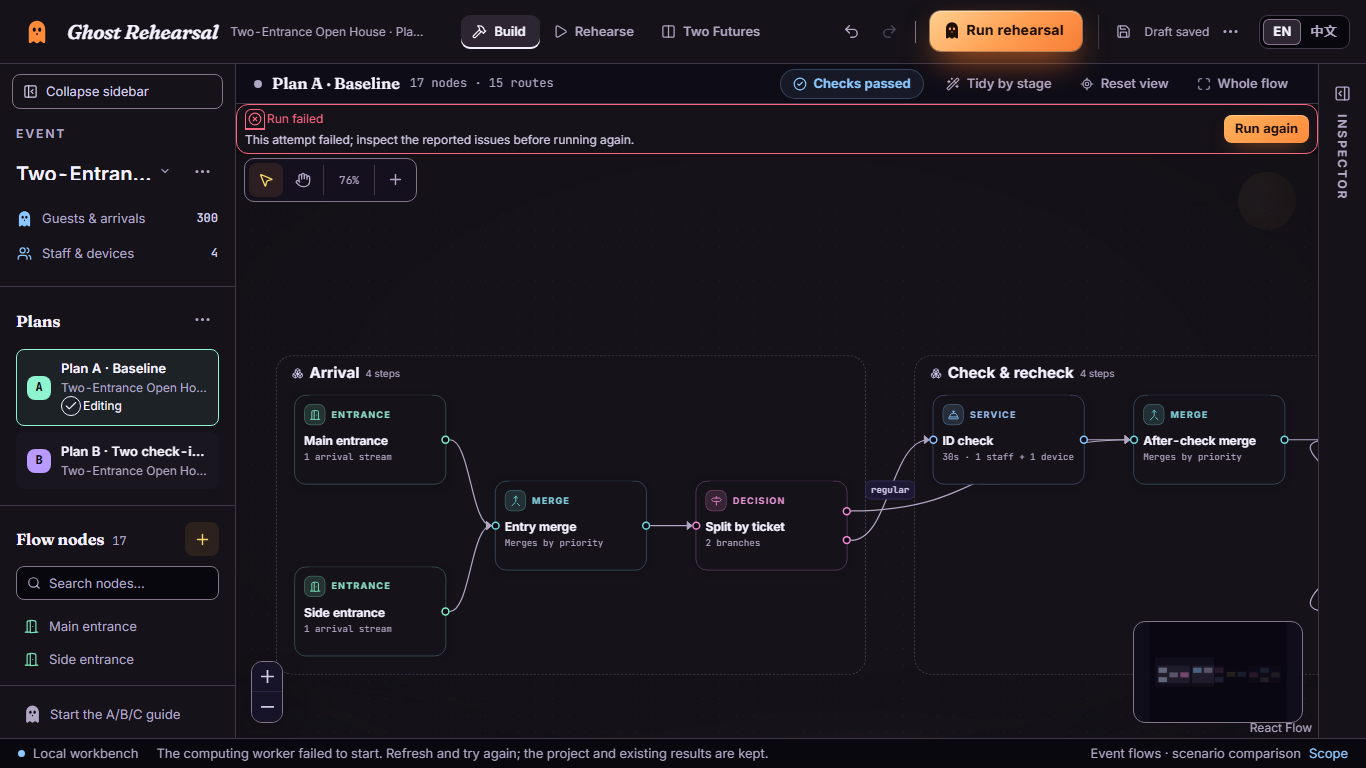 Ghost Rehearsal
Two-Entrance Open House · Pla...
Build
Rehearse
Two Futures
Run rehearsal
Draft saved
EN
中文
Collapse sidebar
EVENT
Two-Entran...
Guests & arrivals 300
Staff & devices 4
Plans
A
Plan A · Baseline
Two-Entrance Open Ho...
Editing
B
Plan B · Two check-i...
Two-Entrance Open Ho...
Flow nodes 17
Search nodes...
Main entrance
Side entrance
Start the A/B/C guide
Plan A · Baseline
17 nodes · 15 routes
Checks passed
Tidy by stage
Reset view
Whole flow
Run failed
This attempt failed; inspect the reported issues before running again.
Run again
76%
INSPECTOR
Arrival 4 steps
ENTRANCE
Main entrance
1 arrival stream
MERGE
Entry merge
Merges by priority
DECISION
Split by ticket
2 branches
ENTRANCE
Side entrance
1 arrival stream
regular
Check & recheck 4 steps
SERVICE
ID check
30s · 1 staff + 1 device
MERGE
After-check merge
Merges by priority
React Flow
Local workbench
The computing worker failed to start. Refresh and try again; the project and existing results are kept.
Event flows · scenario comparison
Scope